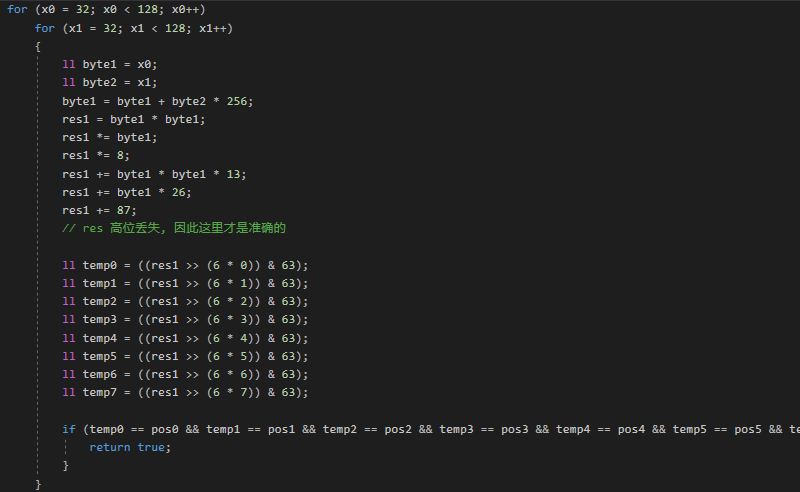 for (x0 = 32; x0 < 128; x0++)
for (x1 = 32; x1 < 128; x1++)
{
ll byte1 = x0;
ll byte2 = x1;
byte1 = byte1 + byte2 * 256;
res1 = byte1 * byte1;
res1 *= byte1;
res1 *= 8;
res1 += byte1 * byte1 * 13;
res1 += byte1 * 26;
res1 += 87;
// res 高位丢失, 因此这里才是准确的
ll temp0 = ((res1 >> (6 * 0)) & 63);
ll temp1 = ((res1 >> (6 * 1)) & 63);
ll temp2 = ((res1 >> (6 * 2)) & 63);
ll temp3 = ((res1 >> (6 * 3)) & 63);
ll temp4 = ((res1 >> (6 * 4)) & 63);
ll temp5 = ((res1 >> (6 * 5)) & 63);
ll temp6 = ((res1 >> (6 * 6)) & 63);
ll temp7 = ((res1 >> (6 * 7)) & 63);
if (temp0 == pos0 && temp1 == pos1 && temp2 == pos2 && temp3 == pos3 && temp4 == pos4 && temp5 == pos5 &&
return true;
}
}